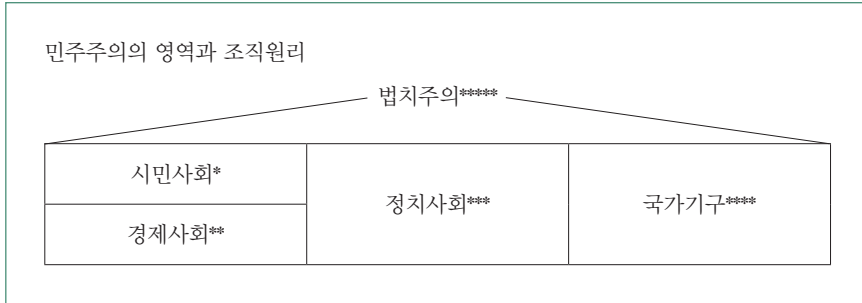 민주주의의 영역과 조직원리
법치주의*****
시민사회*
정치사회***
국가기구****
경제사회**